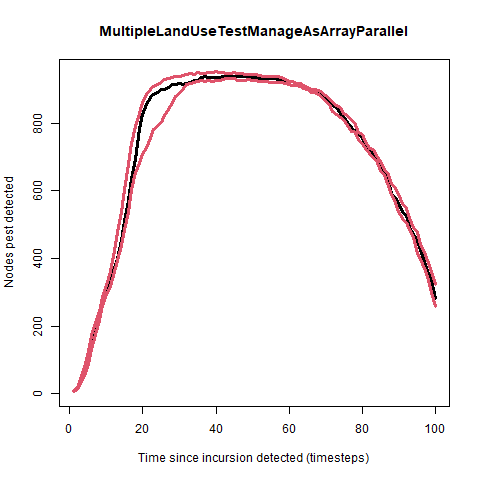 MultipleLandUseTestManageAsArrayParallel
Nodes pest detected
800
600
400
200
0
0 20 40 60 80 100
Time since incursion detected (timesteps)